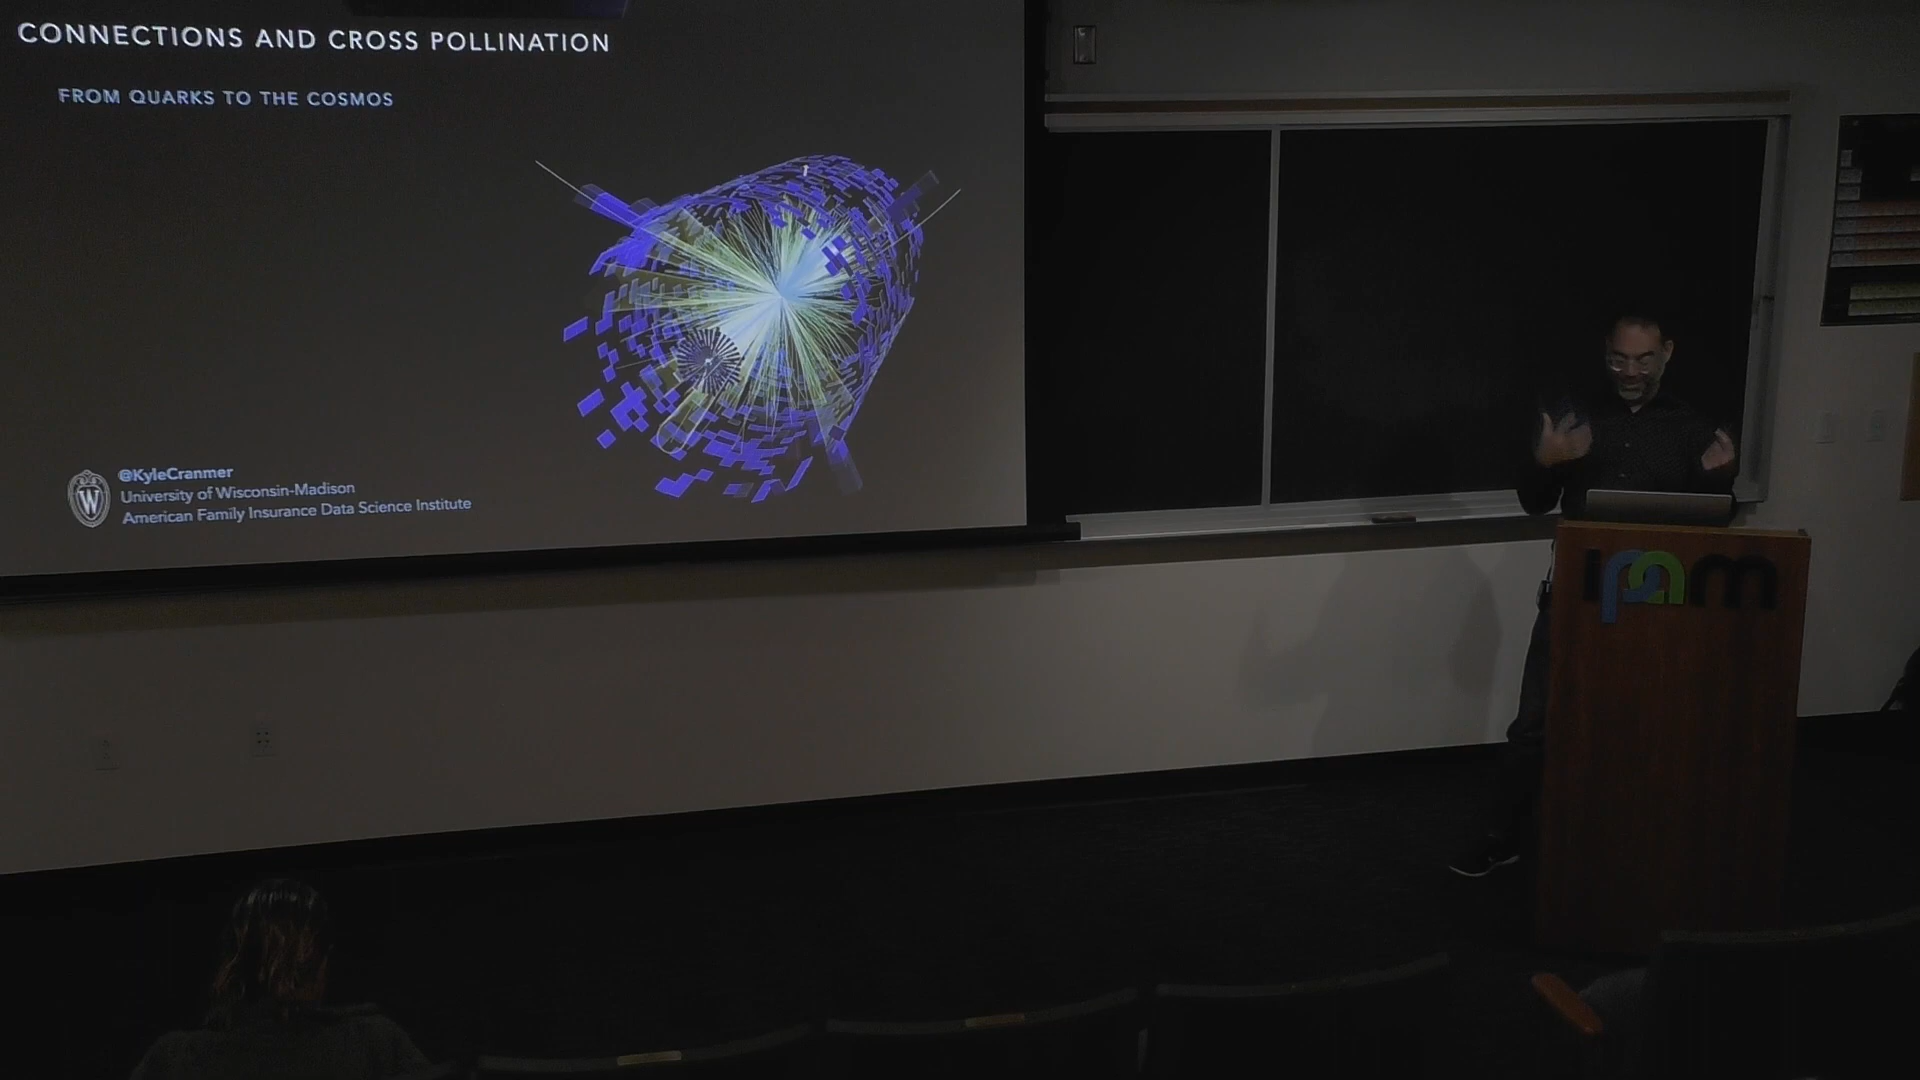 CONNECTIONS AND CROSS POLLINATION
FROM QUARKS TO THE COSMOS
@KyleCranmer
University of Wisconsin-Madison
American Family Insurance Data Science Institute
W
ipam